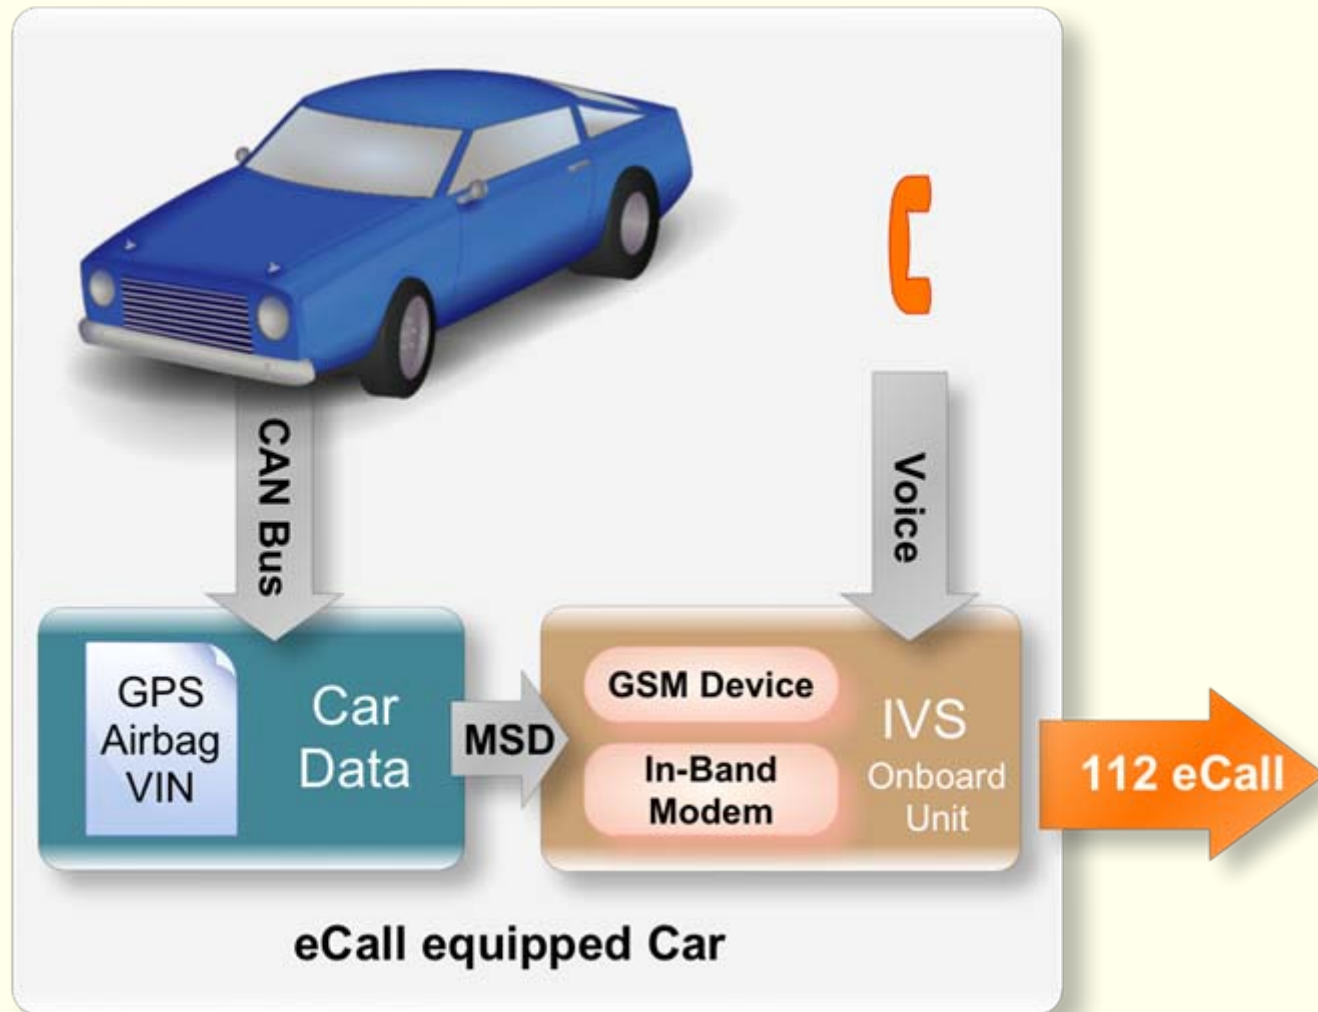 CAN Bus
Voice
GPS
Airbag
VIN
Car
Data
MSD
GSM Device
In-Band
Modem
IVS
Onboard
Unit
112 eCall
eCall equipped Car